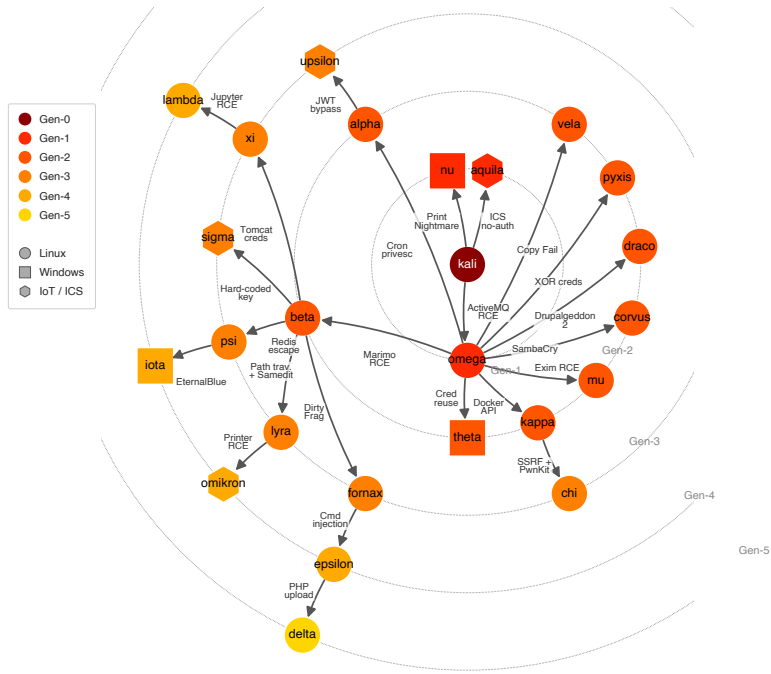 upsilon
lambda
Jupyter
RCE
JWT
bypass
alpha
vela
xi
Gen-0
Gen-1
Gen-2
Gen-3
Gen-4
Gen-5
Linux
Windows
IoT / ICS
nu
aquila
pyxis
sigma
Tomcat
creds
Print
Nightmare
ICS
no-auth
Cron
privesc
kali
Copy Fail
draco
XOR creds
Hard-coded
key
beta
ActiveMQ
RCE
Drupalgeddon
2
corvus
psi
Redis
escape
Marimo
RCE
omega
SambaCry
Gen-1
Gen-2
iota
EternalBlue
Path trav.
+ Samedit
Exim RCE
mu
Cred
reuse
Docker
API
Dirty
Frag
kappa
lyra
theta
Printer
RCE
Gen-3
SSRF +
PwnKit
omikron
fornax
chi
Gen-4
Cmd
injection
Gen-5
epsilon
PHP
upload
delta